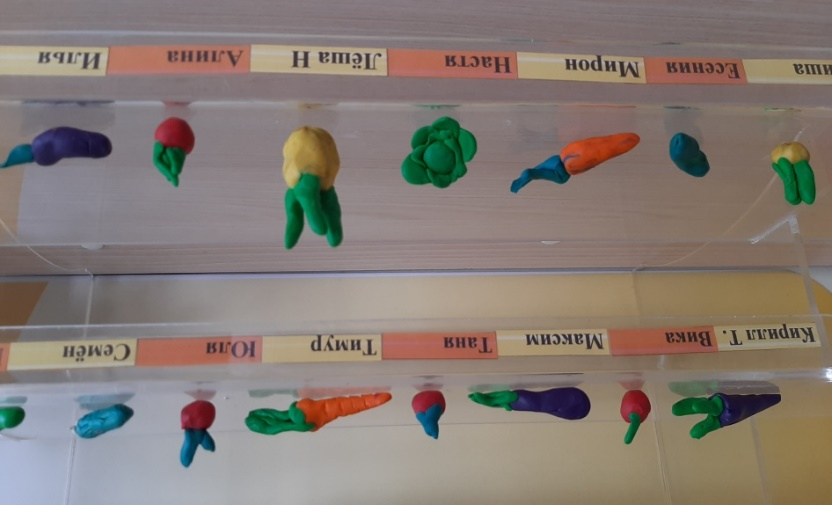 Кирилл Т. Вика Максим Таня Тимур Юля Семён
Есения Мирон Настя Лёша Н Алина Илья